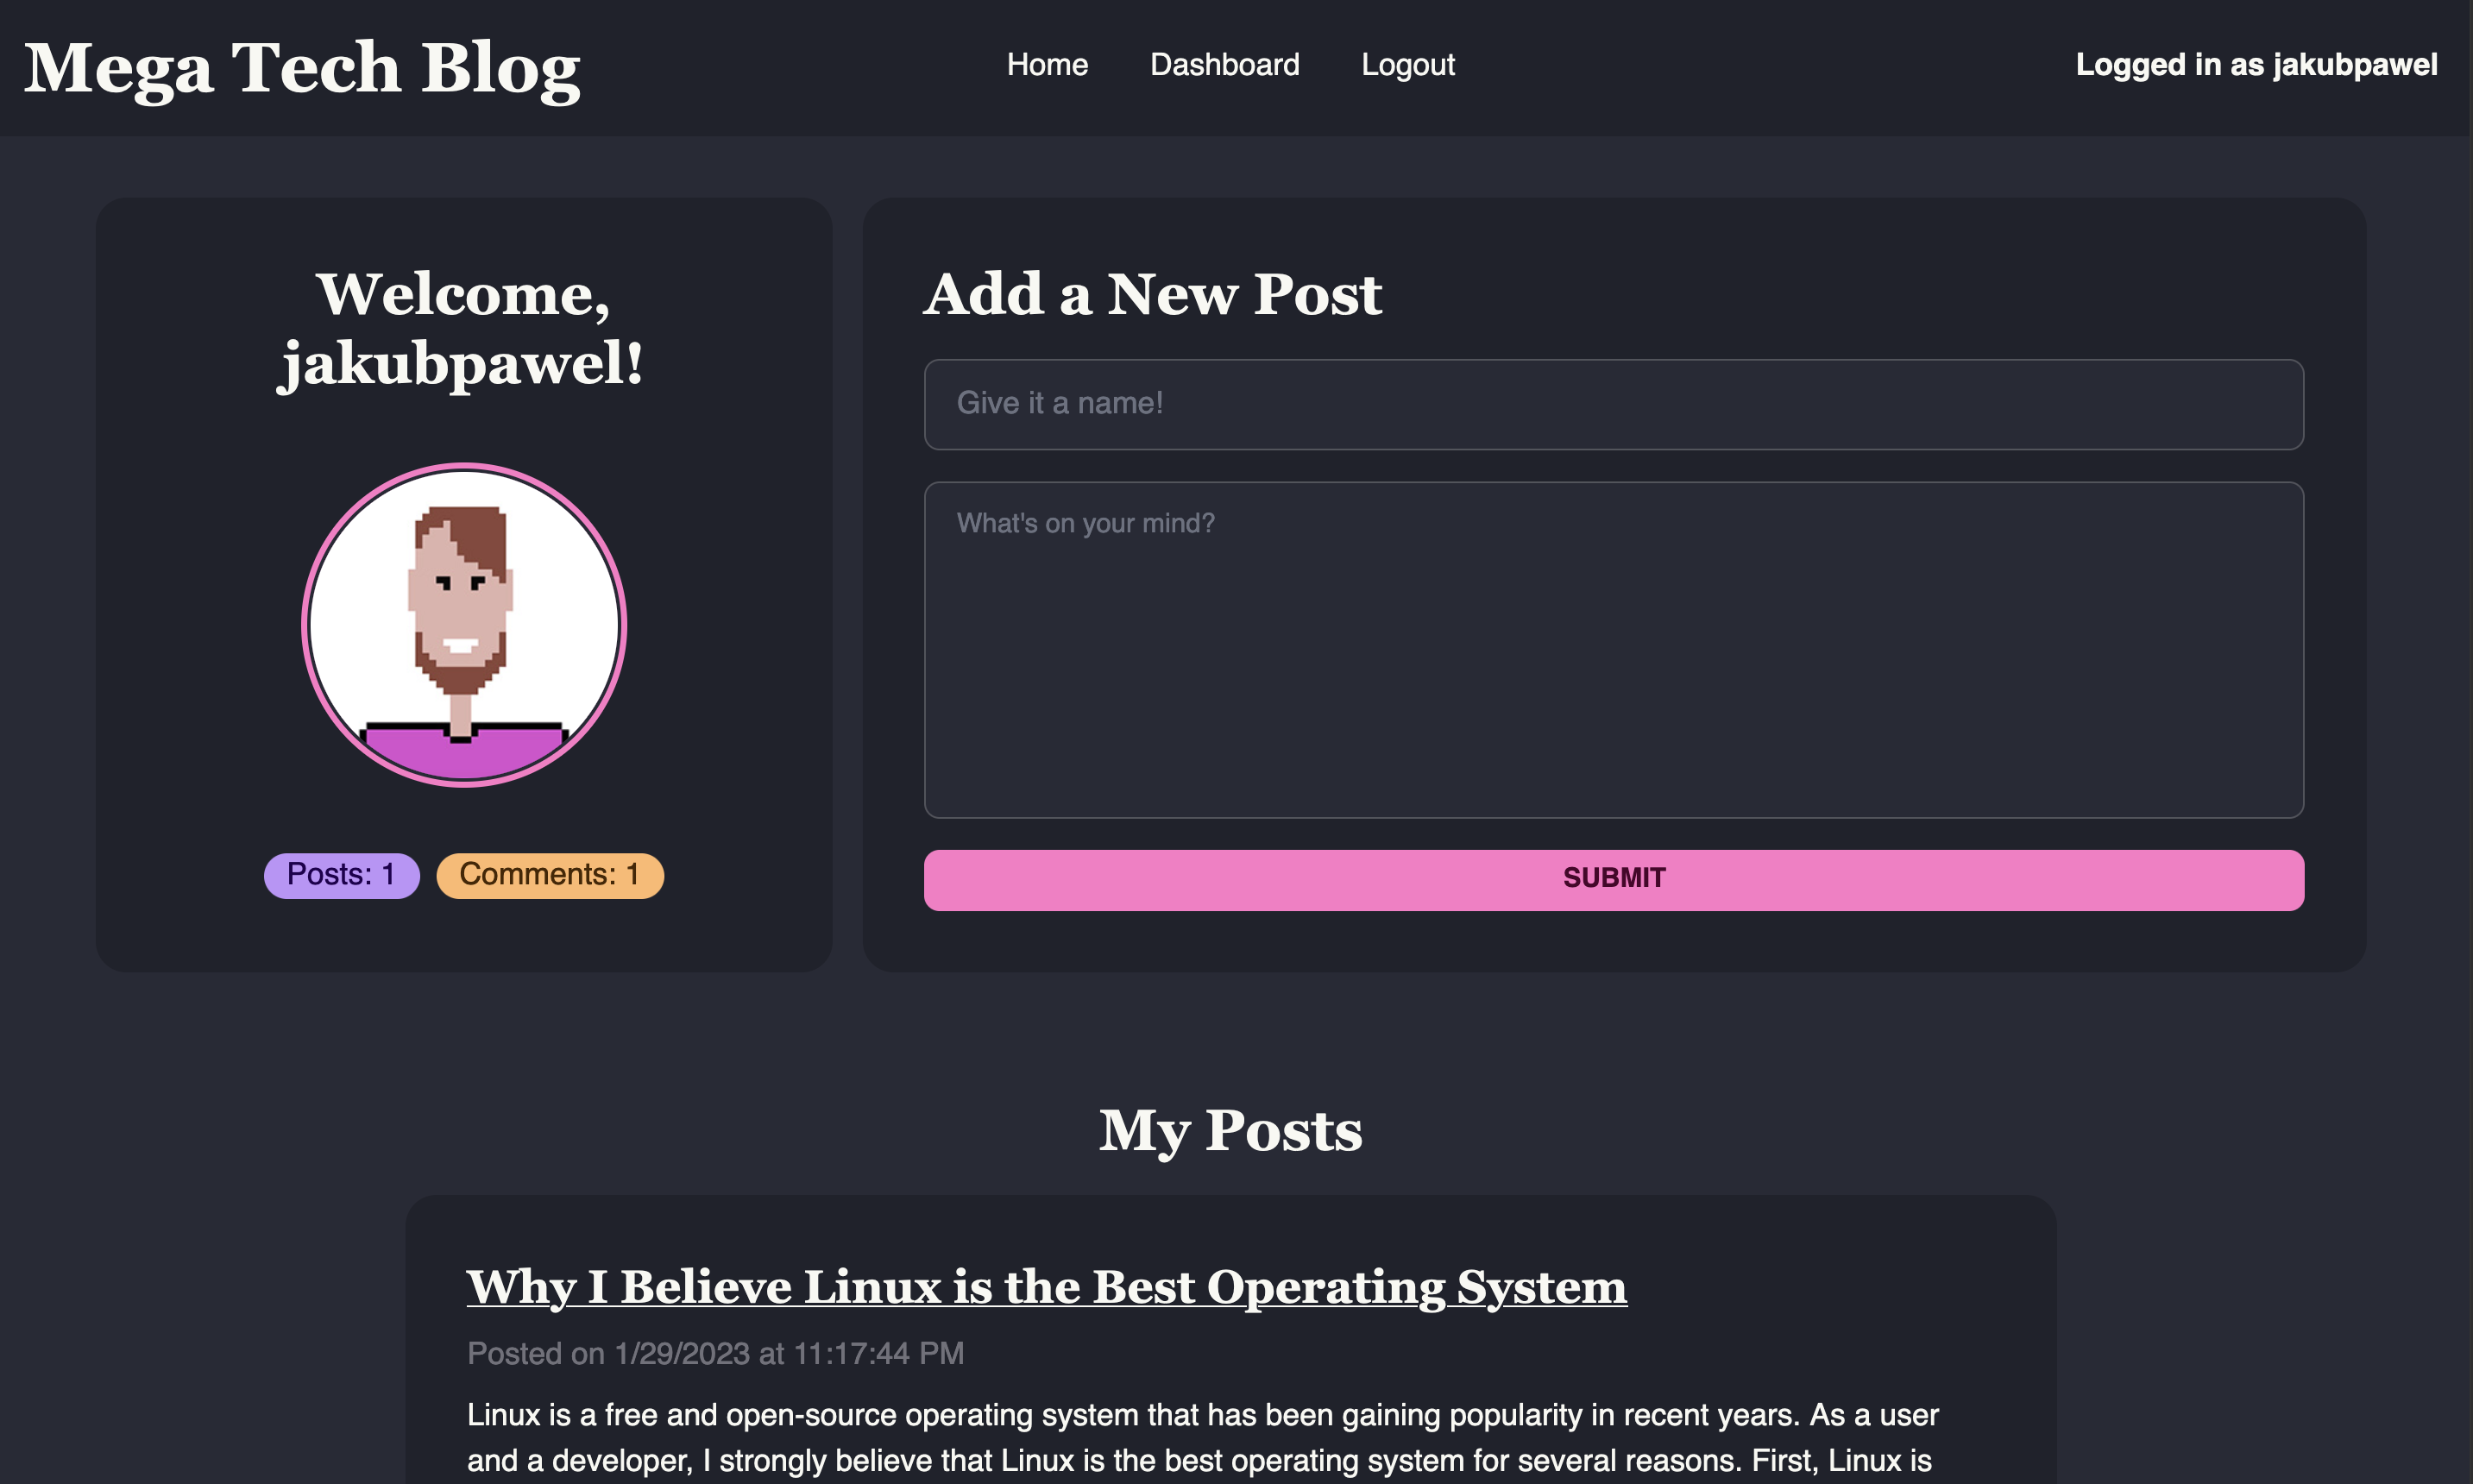 Mega Tech Blog
Home Dashboard Logout
Logged in as jakubpawel
Welcome,
jakubpawel!
Posts: 1
Comments: 1
Add a New Post
Give it a name!
What's on your mind?
SUBMIT
My Posts
Why I Believe Linux is the Best Operating System
Posted on 1/29/2023 at 11:17:44 PM
Linux is a free and open-source operating system that has been gaining popularity in recent years. As a user
and a developer, I strongly believe that Linux is the best operating system for several reasons. First, Linux is